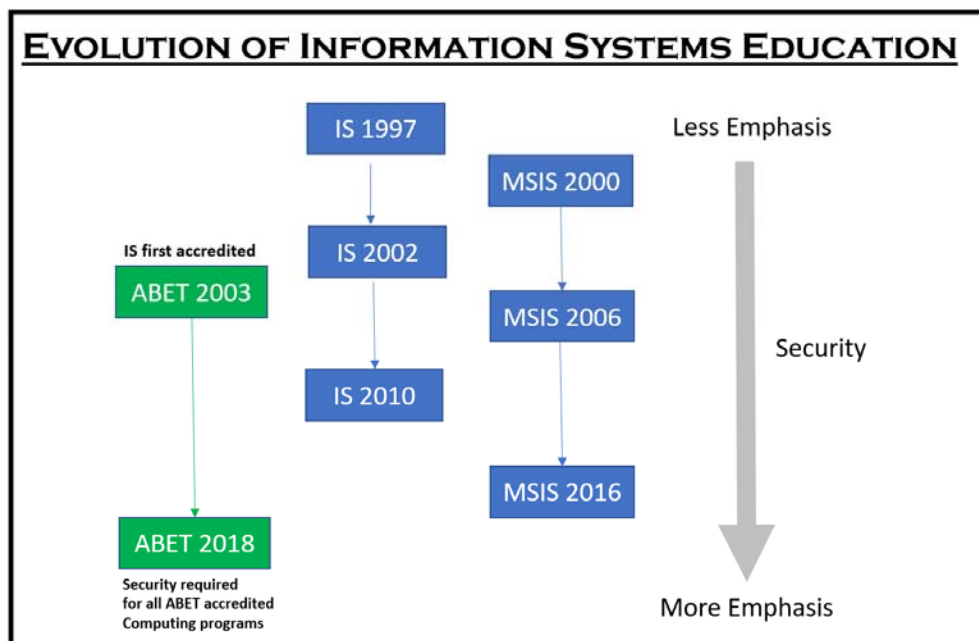 EVOLUTION OF INFORMATION SYSTEMS EDUCATION
IS 1997
Less Emphasis
MSIS 2000
IS 2002
IS first accredited
ABET 2003
MSIS 2006
Security
IS 2010
MSIS 2016
ABET 2018
Security required
for all ABET accredited
Computing programs
More Emphasis